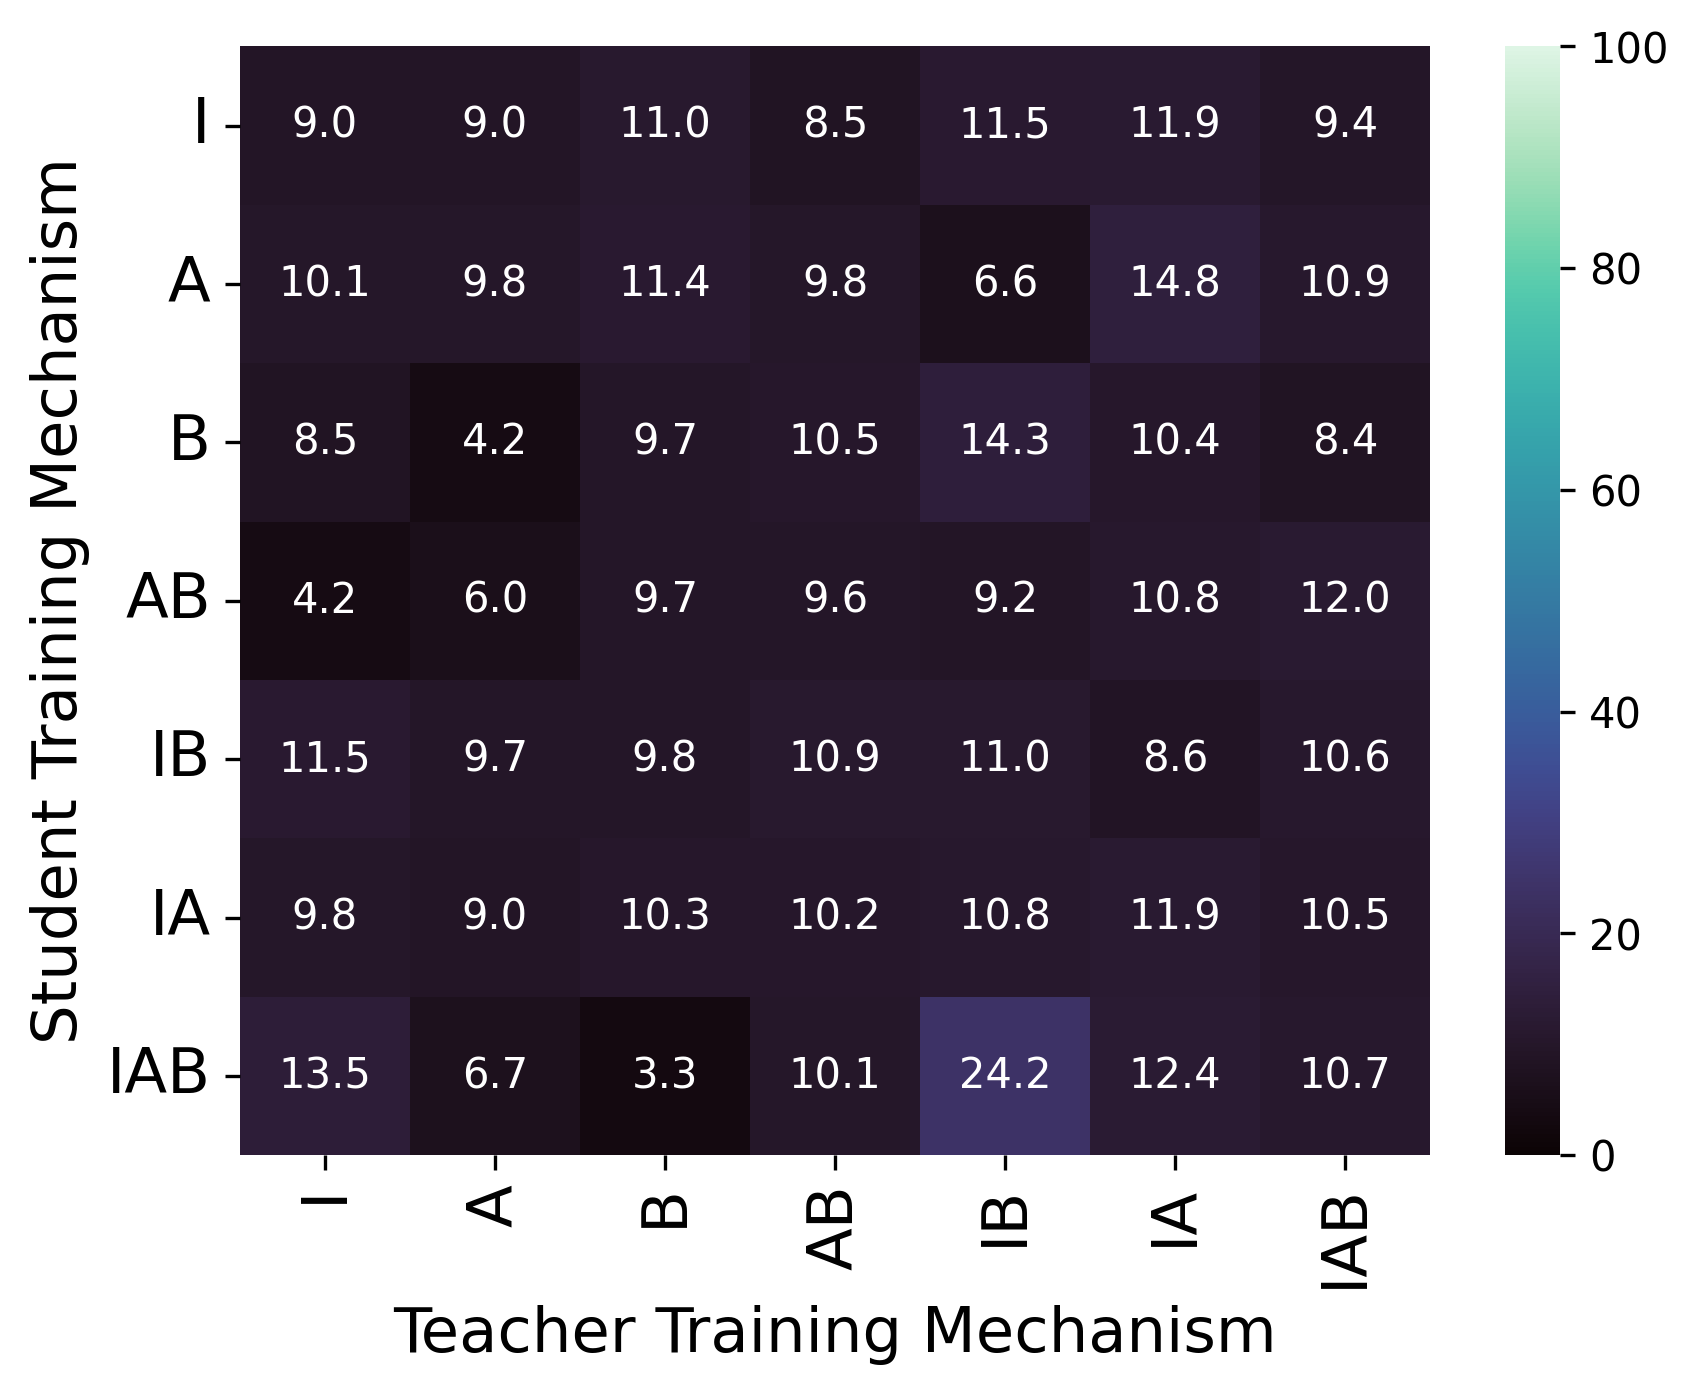 Student Training Mechanism
I 9.0 9.0 11.0 8.5 11.5 11.9 9.4
A 10.1 9.8 11.4 9.8 6.6 14.8 10.9
B 8.5 4.2 9.7 10.5 14.3 10.4 8.4
AB 4.2 6.0 9.7 9.6 9.2 10.8 12.0
IB 11.5 9.7 9.8 10.9 11.0 8.6 10.6
IA 9.8 9.0 10.3 10.2 10.8 11.9 10.5
IAB 13.5 6.7 3.3 10.1 24.2 12.4 10.7
I A B AB IB IA IAB
Teacher Training Mechanism
100
80
60
40
20
0